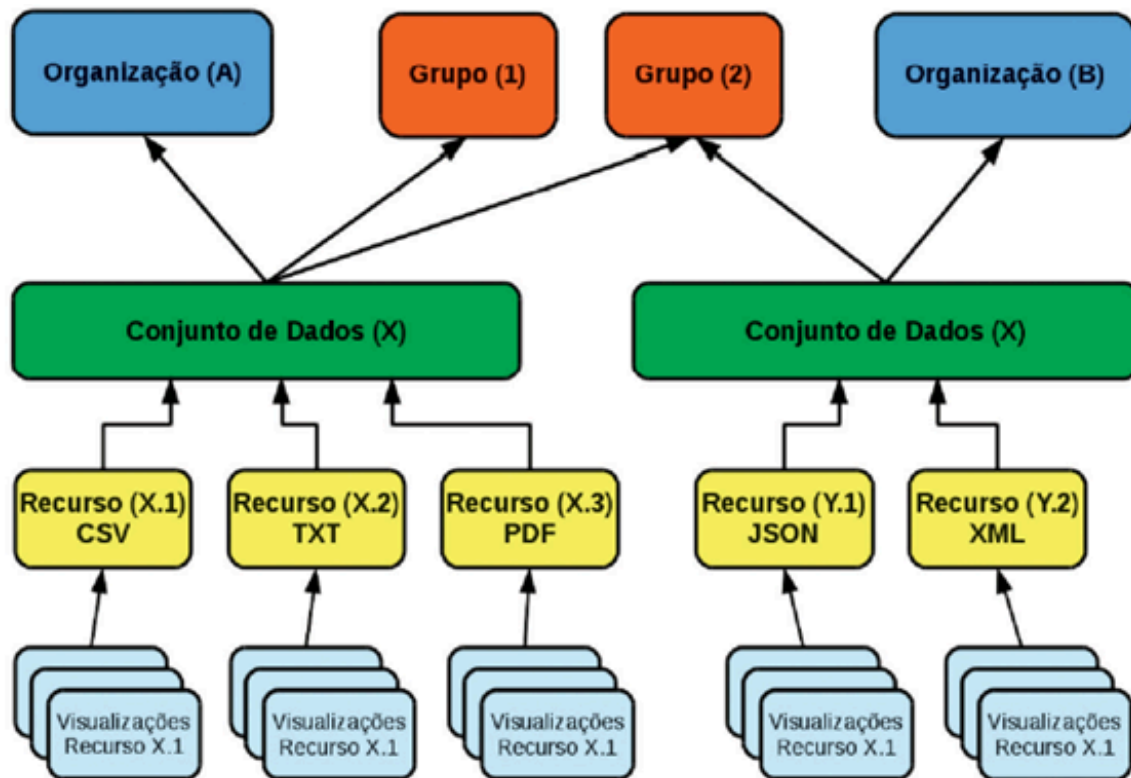 Organização (A)
Grupo (1)
Grupo (2)
Organização (B)
Conjunto de Dados (X)
Conjunto de Dados (X)
Recurso (X.1)
CSV
Recurso (X.2)
TXT
Recurso (X.3)
PDF
Recurso (Y.1)
JSON
Recurso (Y.2)
XML
Visualizações
Recurso X.1
Visualizações
Recurso X.1
Visualizações
Recurso X.1
Visualizações
Recurso X.1
Visualizações
Recurso X.1